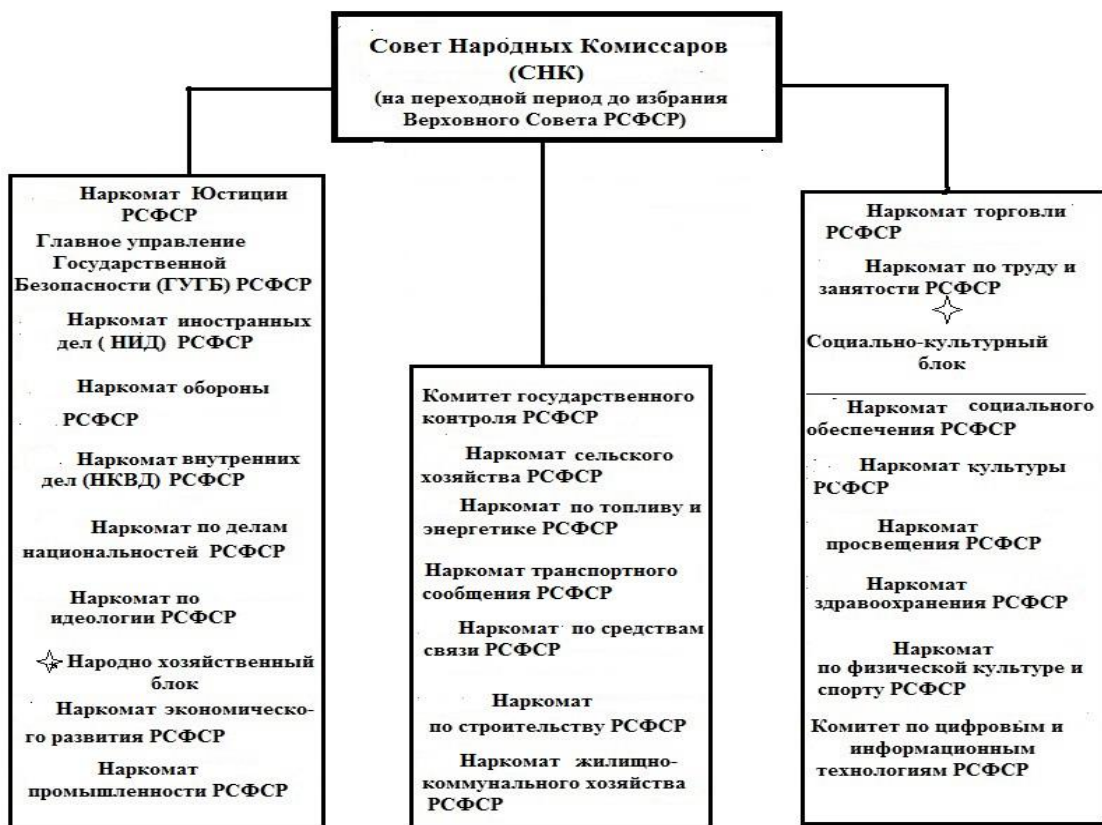 Совет Народных Комиссаров
(СНК)
(на переходной период до избрания
Верховного Совета РСФСР)
Наркомат Юстиции
РСФСР
Главное управление
Государственной
Безопасности (ГУГБ) РСФСР
Наркомат иностранных
дел ( НИД) РСФСР
Наркомат обороны
РСФСР
Наркомат внутренних
дел (НКВД) РСФСР
Наркомат по делам
национальностей РСФСР
Наркомат по
идеологии РСФСР
Народно хозяйственный
блок
Наркомат экономическо-
го развития РСФСР
Наркомат
промышленности РСФСР
Комитет государственного
контроля РСФСР
Наркомат сельского
хозяйства РСФСР
Наркомат по топливу и
энергетике РСФСР
Наркомат транспортного
сообщения РСФСР
Наркомат по средствам
связи РСФСР
Наркомат
по строительству РСФСР
Наркомат жилищно-
коммунального хозяйства
РСФСР
Наркомат торговли
РСФСР
Наркомат по труду и
занятости РСФСР
Социально-культурный
блок
Наркомат социального
обеспечения РСФСР
Наркомат культуры
РСФСР
Наркомат
просвещения РСФСР
Наркомат
здравоохранения РСФСР
Наркомат
по физической культуре и
спорту РСФСР
Комитет по цифровым и
информационным
технологиям РСФСР